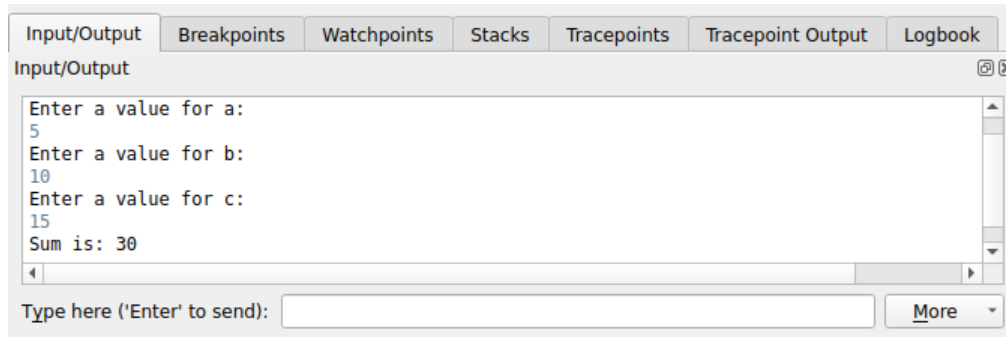 Input/Output Breakpoints Watchpoints Stacks Tracepoints Tracepoint Output Logbook
Input/Output
Enter a value for a:
5
Enter a value for b:
10
Enter a value for c:
15
Sum is: 30
Type here ('Enter' to send): More